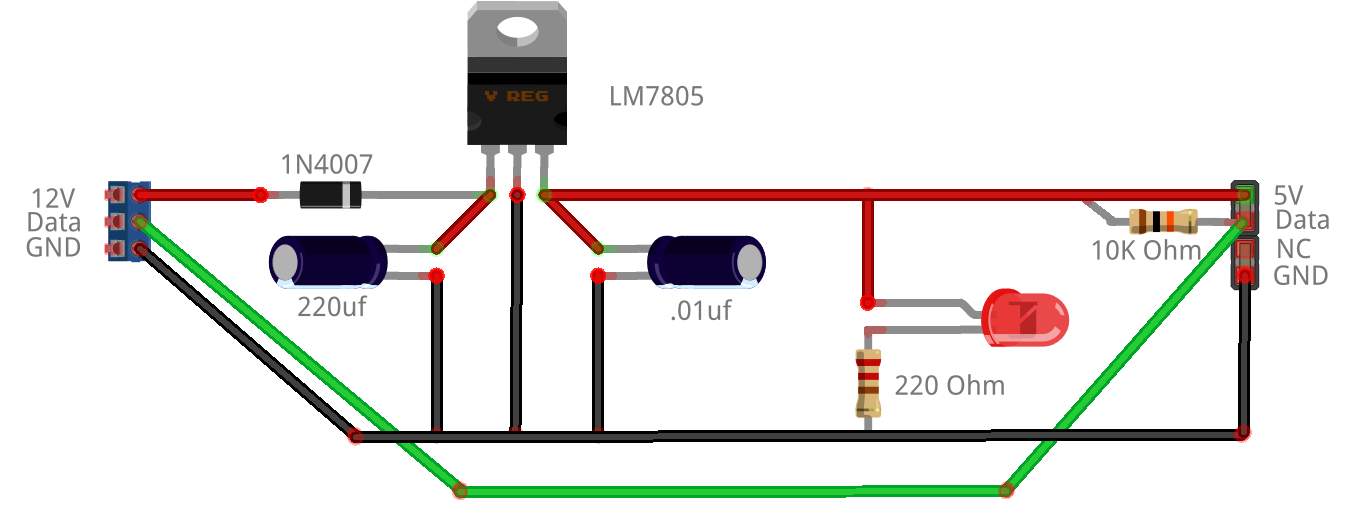 V REG
LM7805
1N4007
12V
Data
GND
220uf
.01uf
220 Ohm
10K Ohm
5V
Data
NC
GND